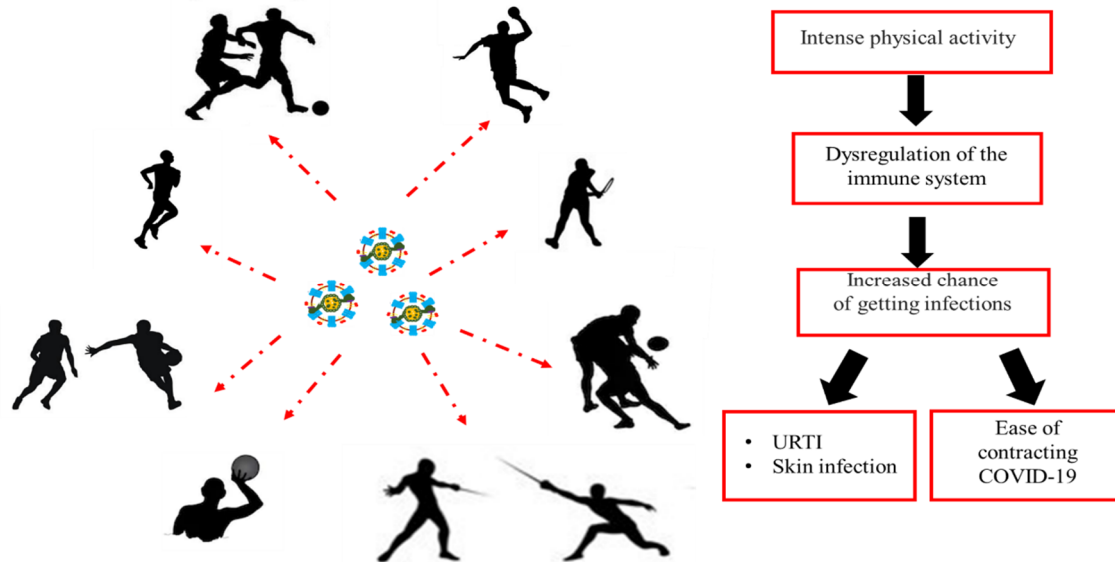 Intense physical activity
Dysregulation of the
immune system
Increased chance
of getting infections
• URTI
• Skin infection
Ease of
contracting
COVID-19